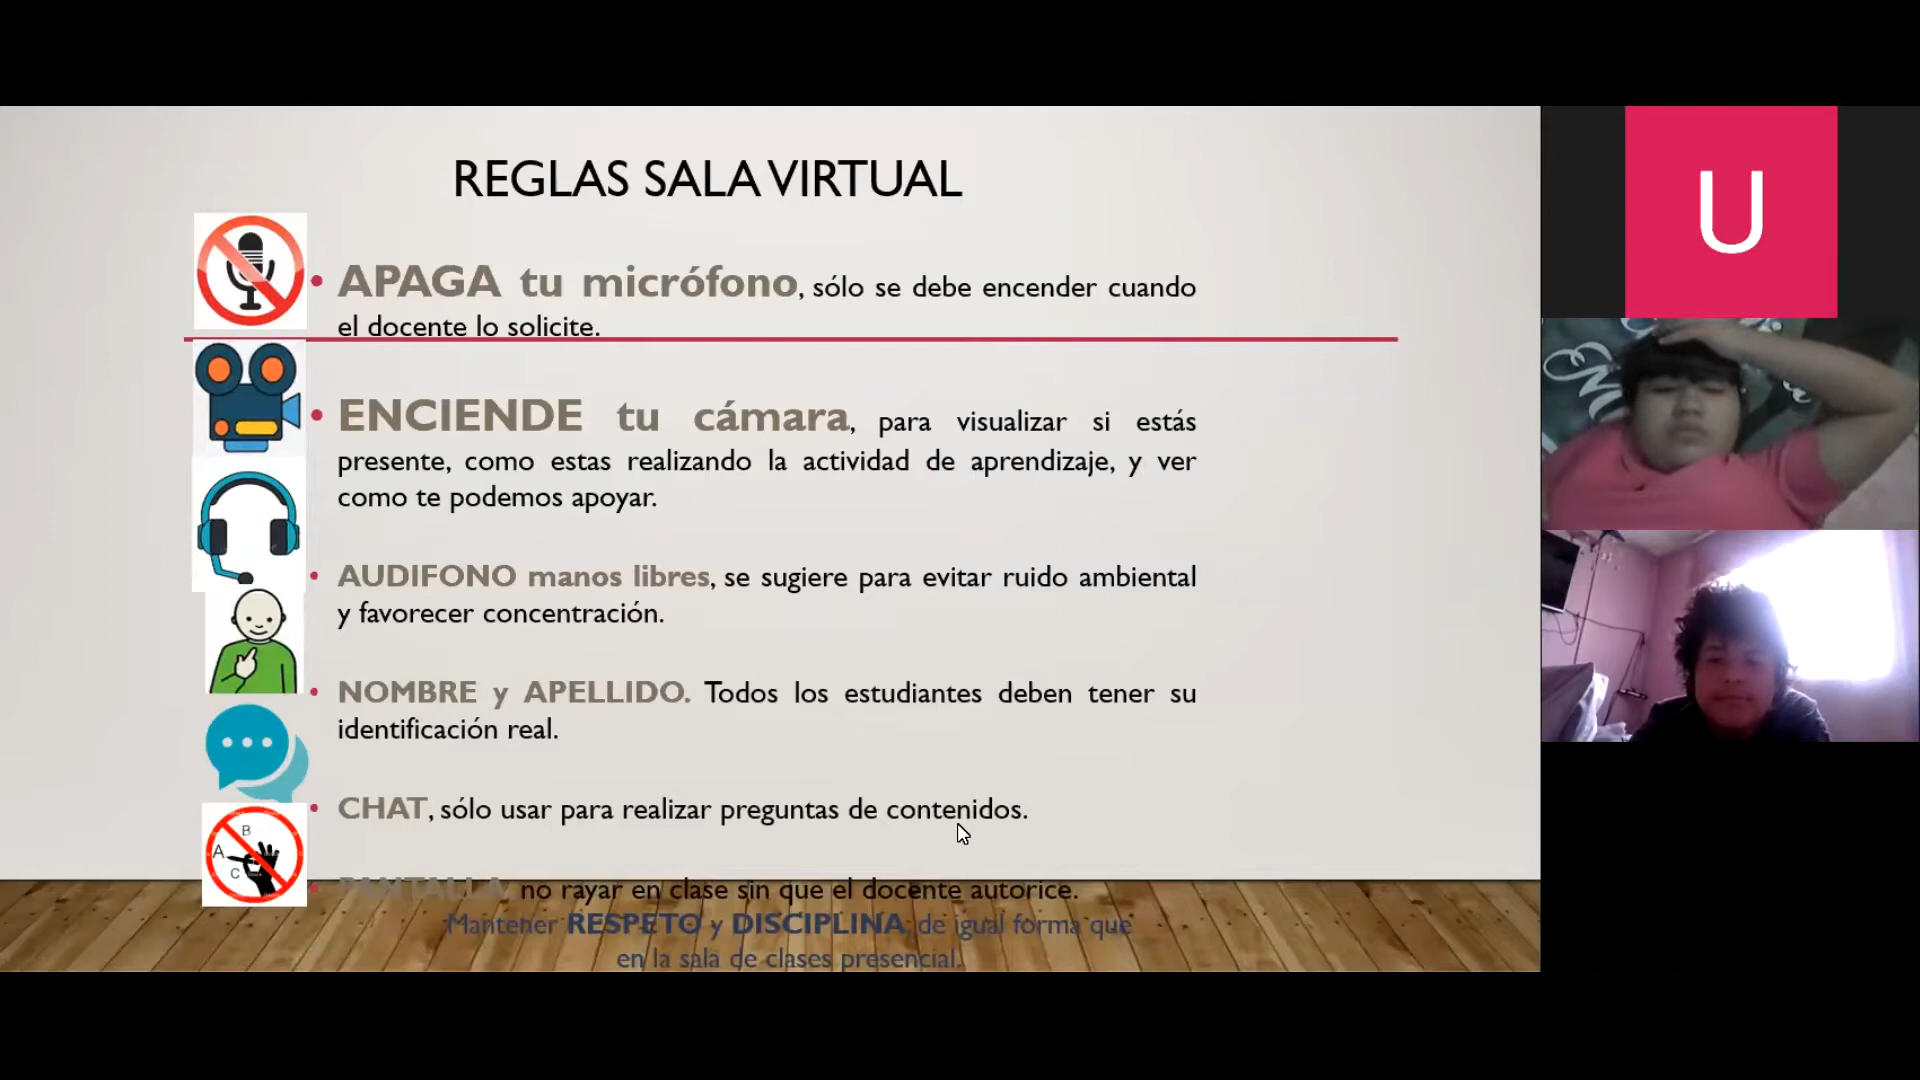 REGLAS SALA VIRTUAL
APAGA tu micrófono, sólo se debe encender cuando
el docente lo solicite.
ENCIENDE tu cámara, para visualizar si estás
presente, como estas realizando la actividad de aprendizaje, y ver
como te podemos apoyar.
AUDIFONO manos libres, se sugiere para evitar ruido ambiental
y favorecer concentración.
NOMBRE y APELLIDO. Todos los estudiantes deben tener su
identificación real.
CHAT, sólo usar para realizar preguntas de contenidos.
B
A
C
PANTALLA no rayar en clase sin que el docente autorice.
Mantener RESPETO y DISCIPLINA, de igual forma que
en la sala de clases presencial.
U